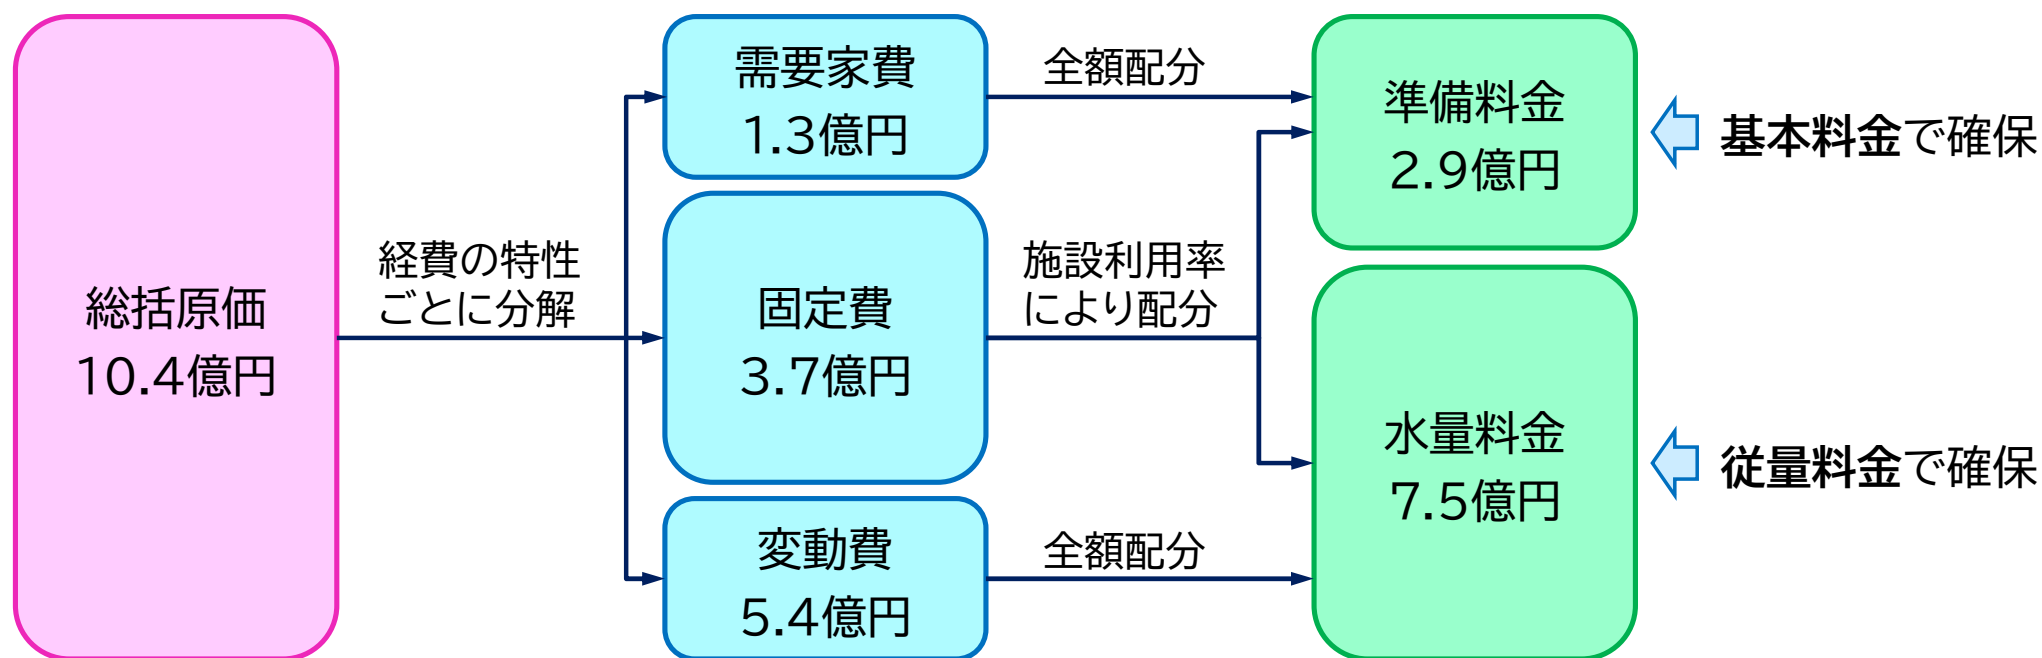 総括原価
10.4億円
経費の特性
ごとに分解
需要家費
1.3億円
固定費
3.7億円
変動費
5.4億円
全額配分
施設利用率
により配分
全額配分
準備料金
2.9億円
水量料金
7.5億円
基本料金で確保
従量料金で確保